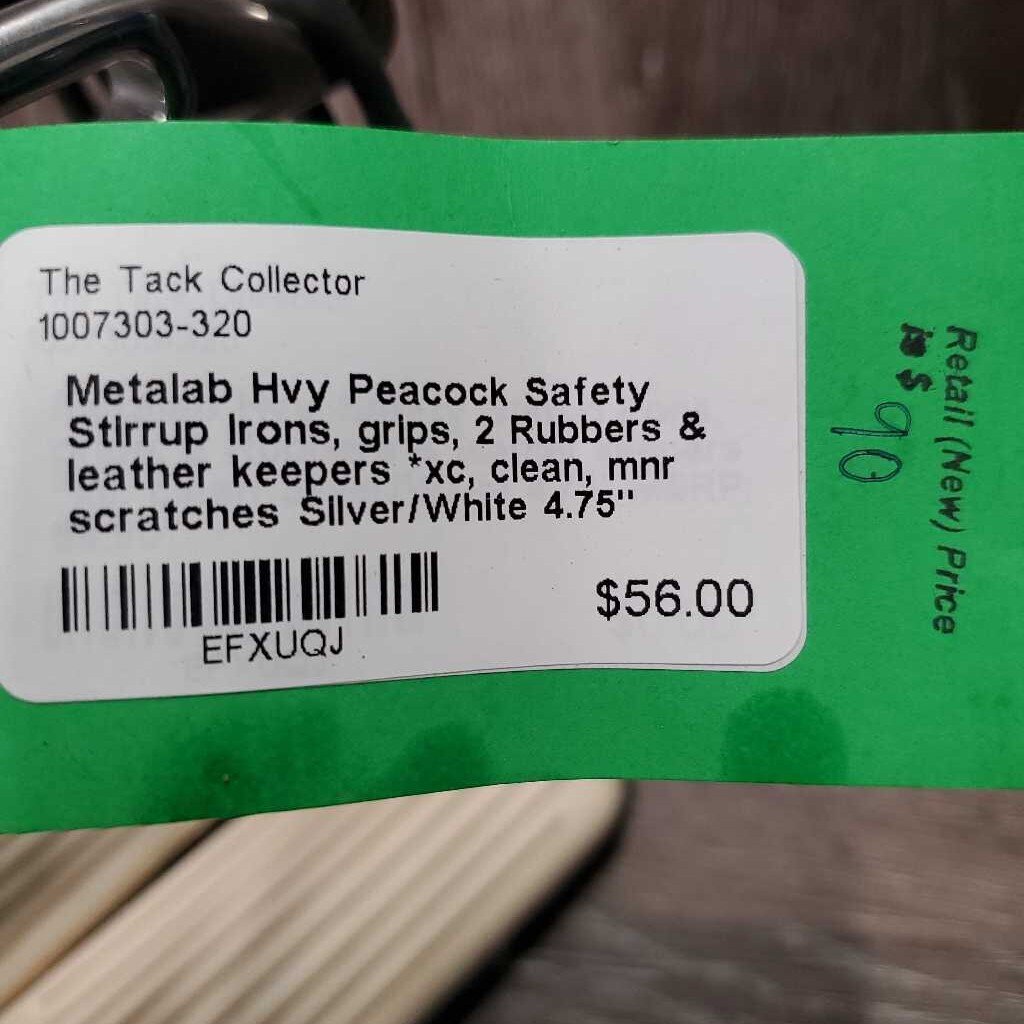 The Tack Collector
1007303-320
Metalab Hvy Peacock Safety
Stirrup Irons, grips, 2 Rubbers &
leather keepers *xc, clean, mnr
scratches Silver/White 4.75"
$56.00
EFXUQJ
Retail (New) Price
is $
90